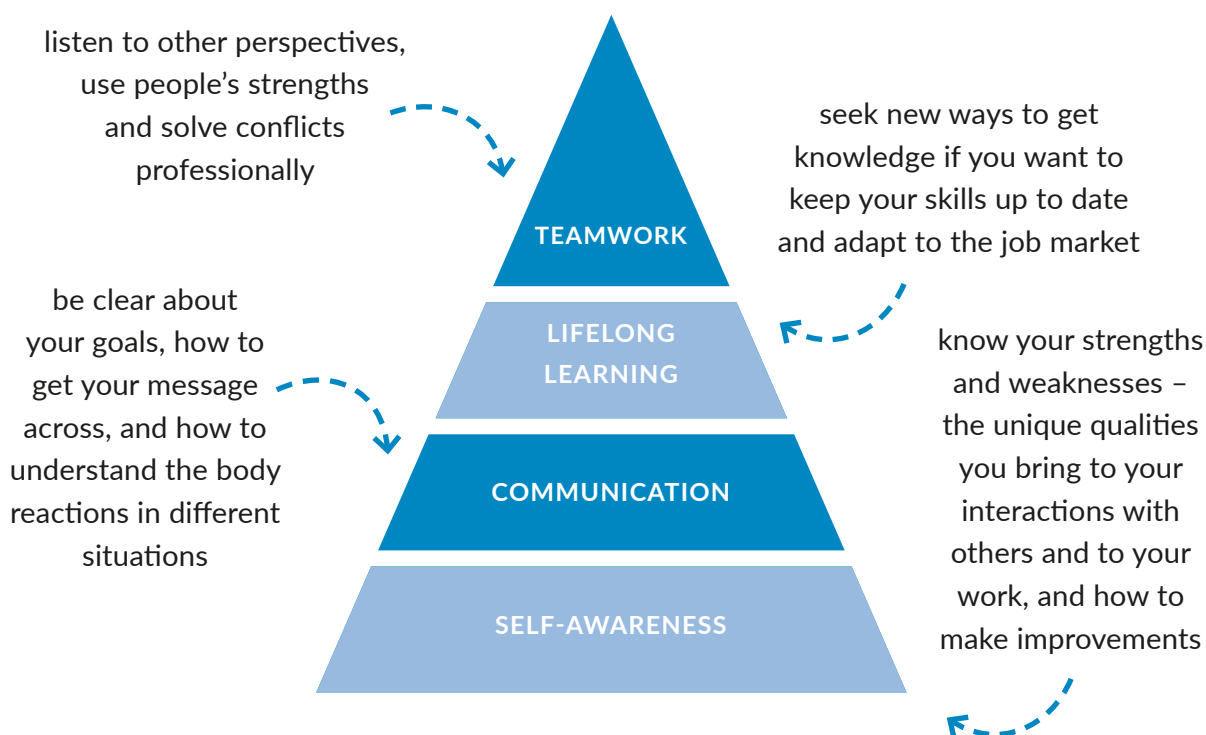 listen to other perspectives,
use people’s strengths
and solve conflicts
professionally
TEAMWORK
seek new ways to get
knowledge if you want to
keep your skills up to date
and adapt to the job market
LIFELONG
LEARNING
be clear about
your goals, how to
get your message
across, and how to
understand the body
reactions in different
situations
COMMUNICATION
know your strengths
and weaknesses –
the unique qualities
you bring to your
interactions with
others and to your
work, and how to
make improvements
SELF-AWARENESS